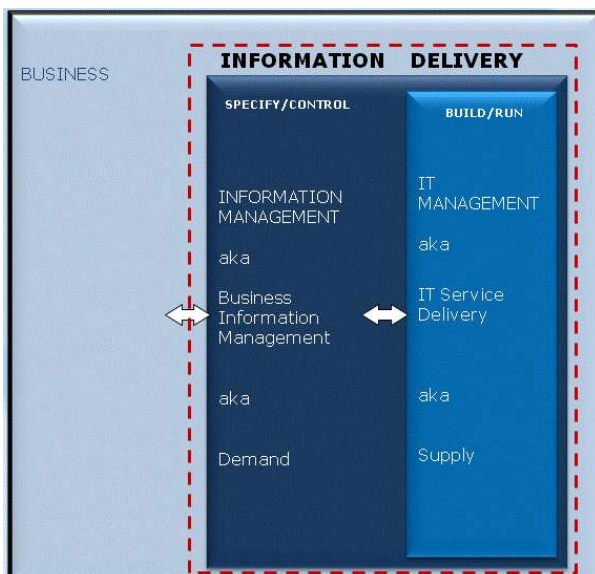 INFORMATION DELIVERY
BUSINESS
SPECIFY/CONTROL
INFORMATION
MANAGEMENT
aka
Business
Information
Management
aka
Demand
BUILD/RUN
IT
MANAGEMENT
aka
IT Service
Delivery
aka
Supply